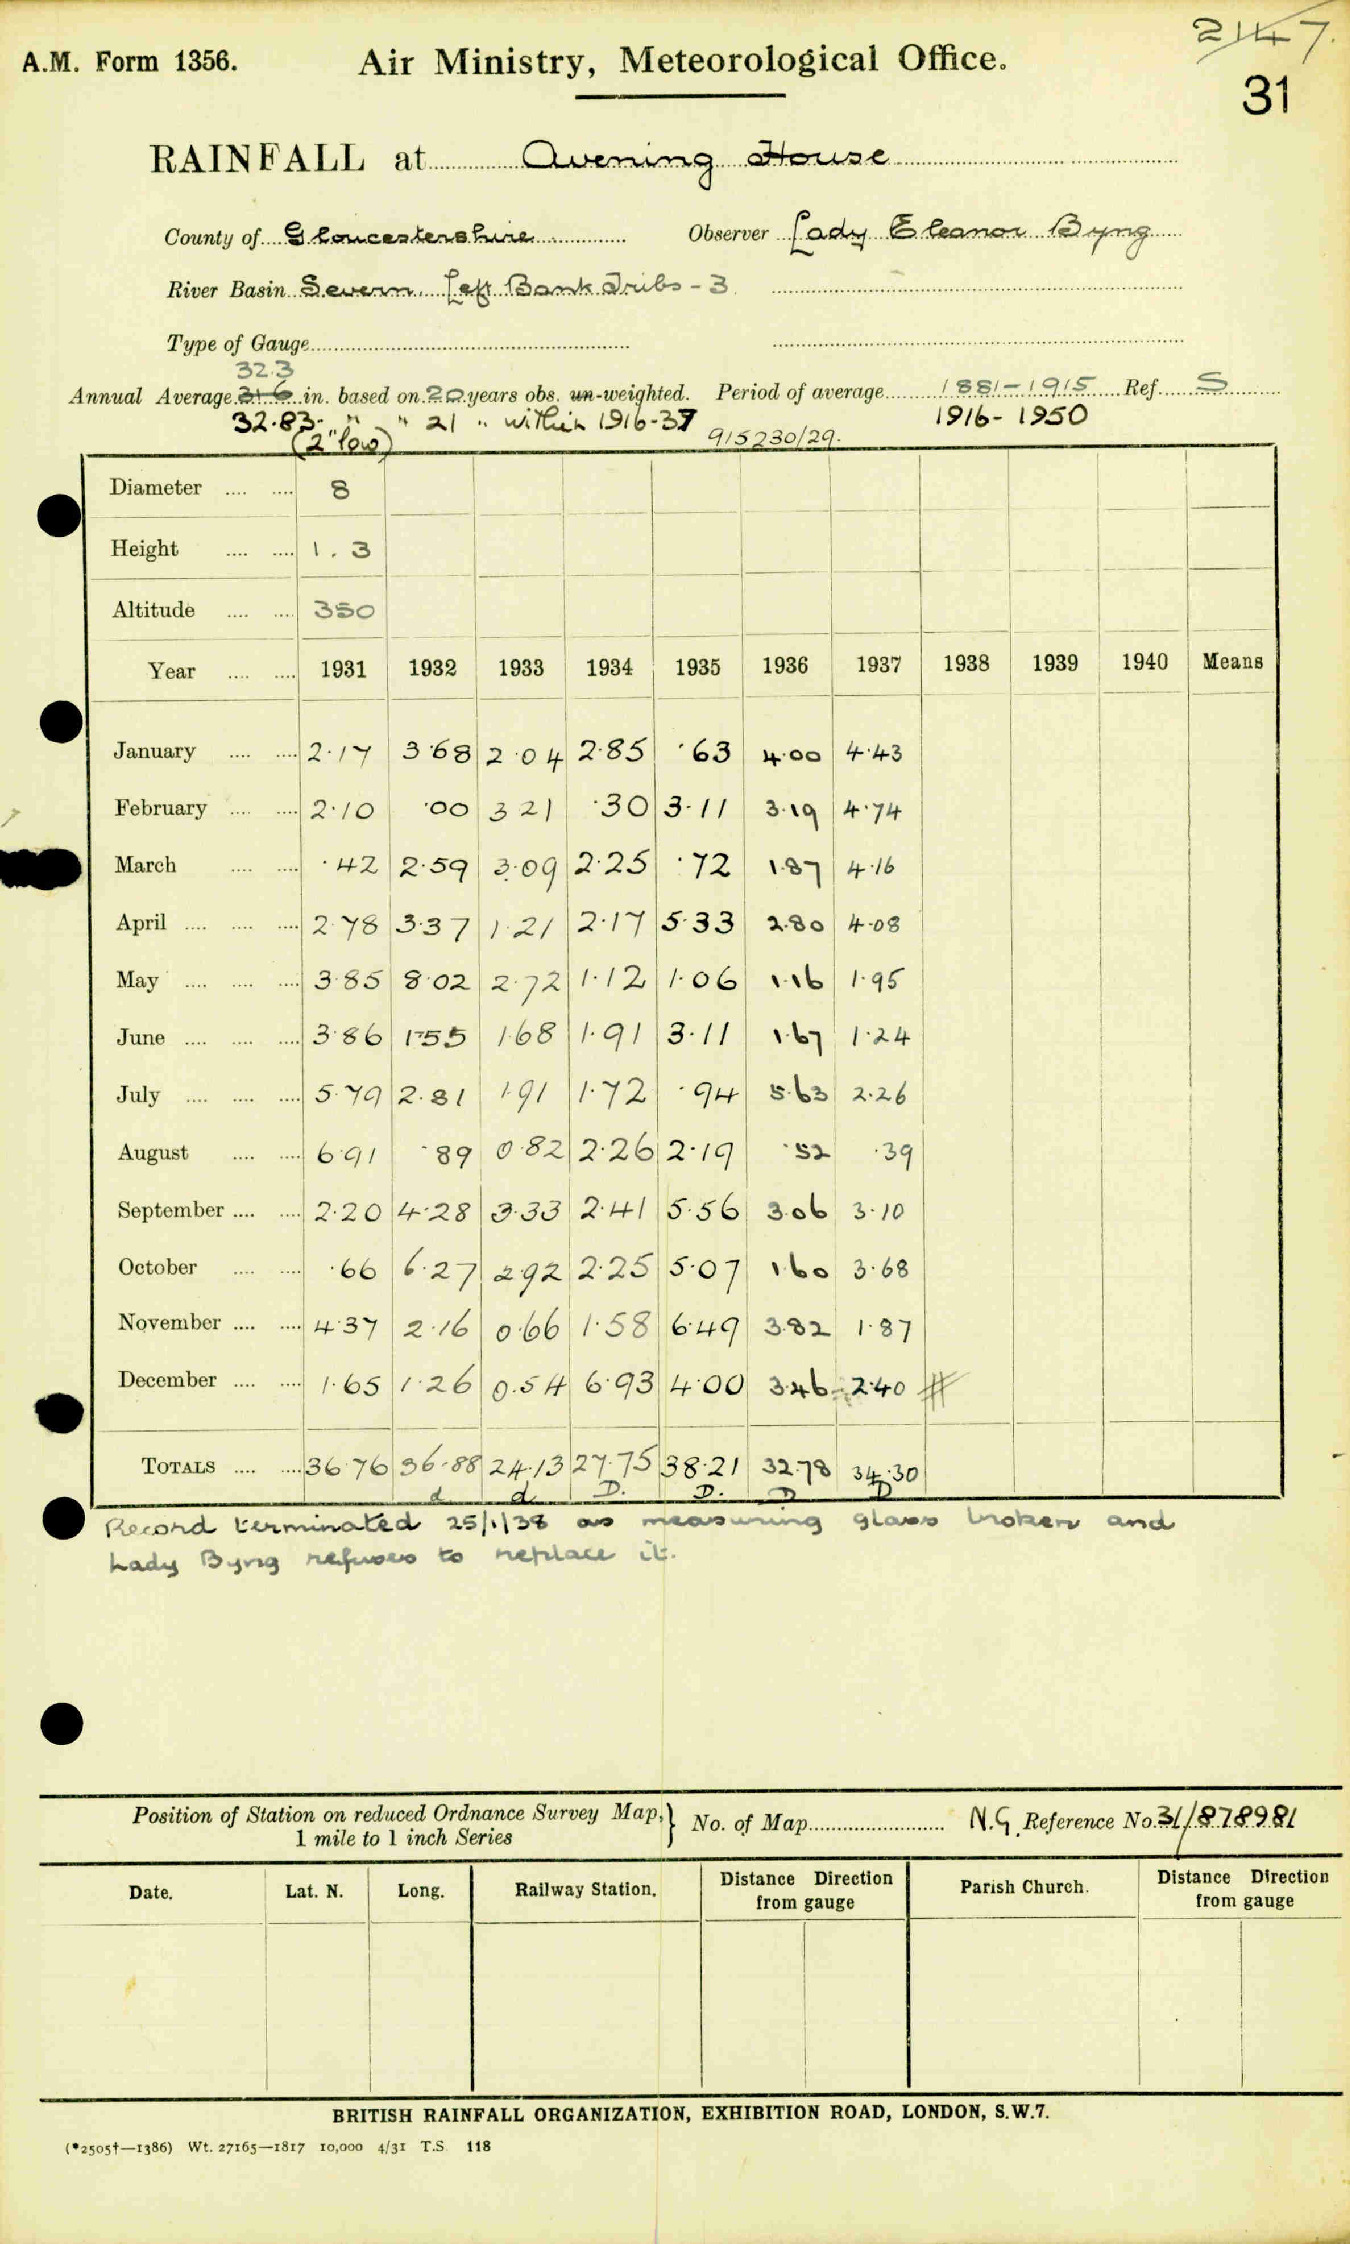 2147.
A.M. Form 1356. Air Ministry, Meteorological Office.
31
RAINFALL at Avening House
County of Gloucestershire Observer Lady Eleanor Byng
River Basin Severn. Left Bank Tribs - 3
Type of Gauge
32.3
Annual Average 31.6 in. based on 20 years obs. un-weighted. Period of average 1881-1915 Ref. S
32.83. " " 21 " within 1916-37 1916-1950
(2" low) 915230/29.
Diameter .... .... 8
Height .... .... 1.3
Altitude .... .... 350
Year .... .... 1931 1932 1933 1934 1935 1936 1937 1938 1939 1940 Means
January .... .... 2.17 3.68 2.04 2.85 .63 4.00 4.43
February .... .... 2.10 .00 3.21 .30 3.11 3.19 4.74
March .... .... .42 2.59 3.09 2.25 .72 1.87 4.16
April .... .... .... 2.78 3.37 1.21 2.17 5.33 2.80 4.08
May .... .... .... 3.85 8.02 2.72 1.12 1.06 1.16 1.95
June .... .... .... 3.86 1.55 1.68 1.91 3.11 1.67 1.24
July .... .... .... 5.79 2.81 1.91 1.72 .94 5.63 2.26
August .... .... 6.91 .89 0.82 2.26 2.19 .52 .39
September .... .... 2.20 4.28 3.33 2.41 5.56 3.06 3.10
October .... .... .66 6.27 2.92 2.25 5.07 1.60 3.68
November .... .... 4.37 2.16 0.66 1.58 6.49 3.82 1.87
December .... .... 1.65 1.26 0.54 6.93 4.00 3.46 2.40
TOTALS .... .... 36.76 36.88 24.13 27.75 38.21 32.78 34.30
d d D. D. D D
Record terminated 25/1/38 as measuring glass broken and
Lady Byng refuses to replace it.
Position of Station on reduced Ordnance Survey Map,} No. of Map N.G. Reference No. 31/878981
1 mile to 1 inch Series
Date. Lat. N. Long. Railway Station. Distance Direction from gauge Parish Church. Distance Direction from gauge
BRITISH RAINFALL ORGANIZATION, EXHIBITION ROAD, LONDON, S.W.7.
(*2505†—1386) Wt. 27165—1817 10,000 4/31 T.S. 118